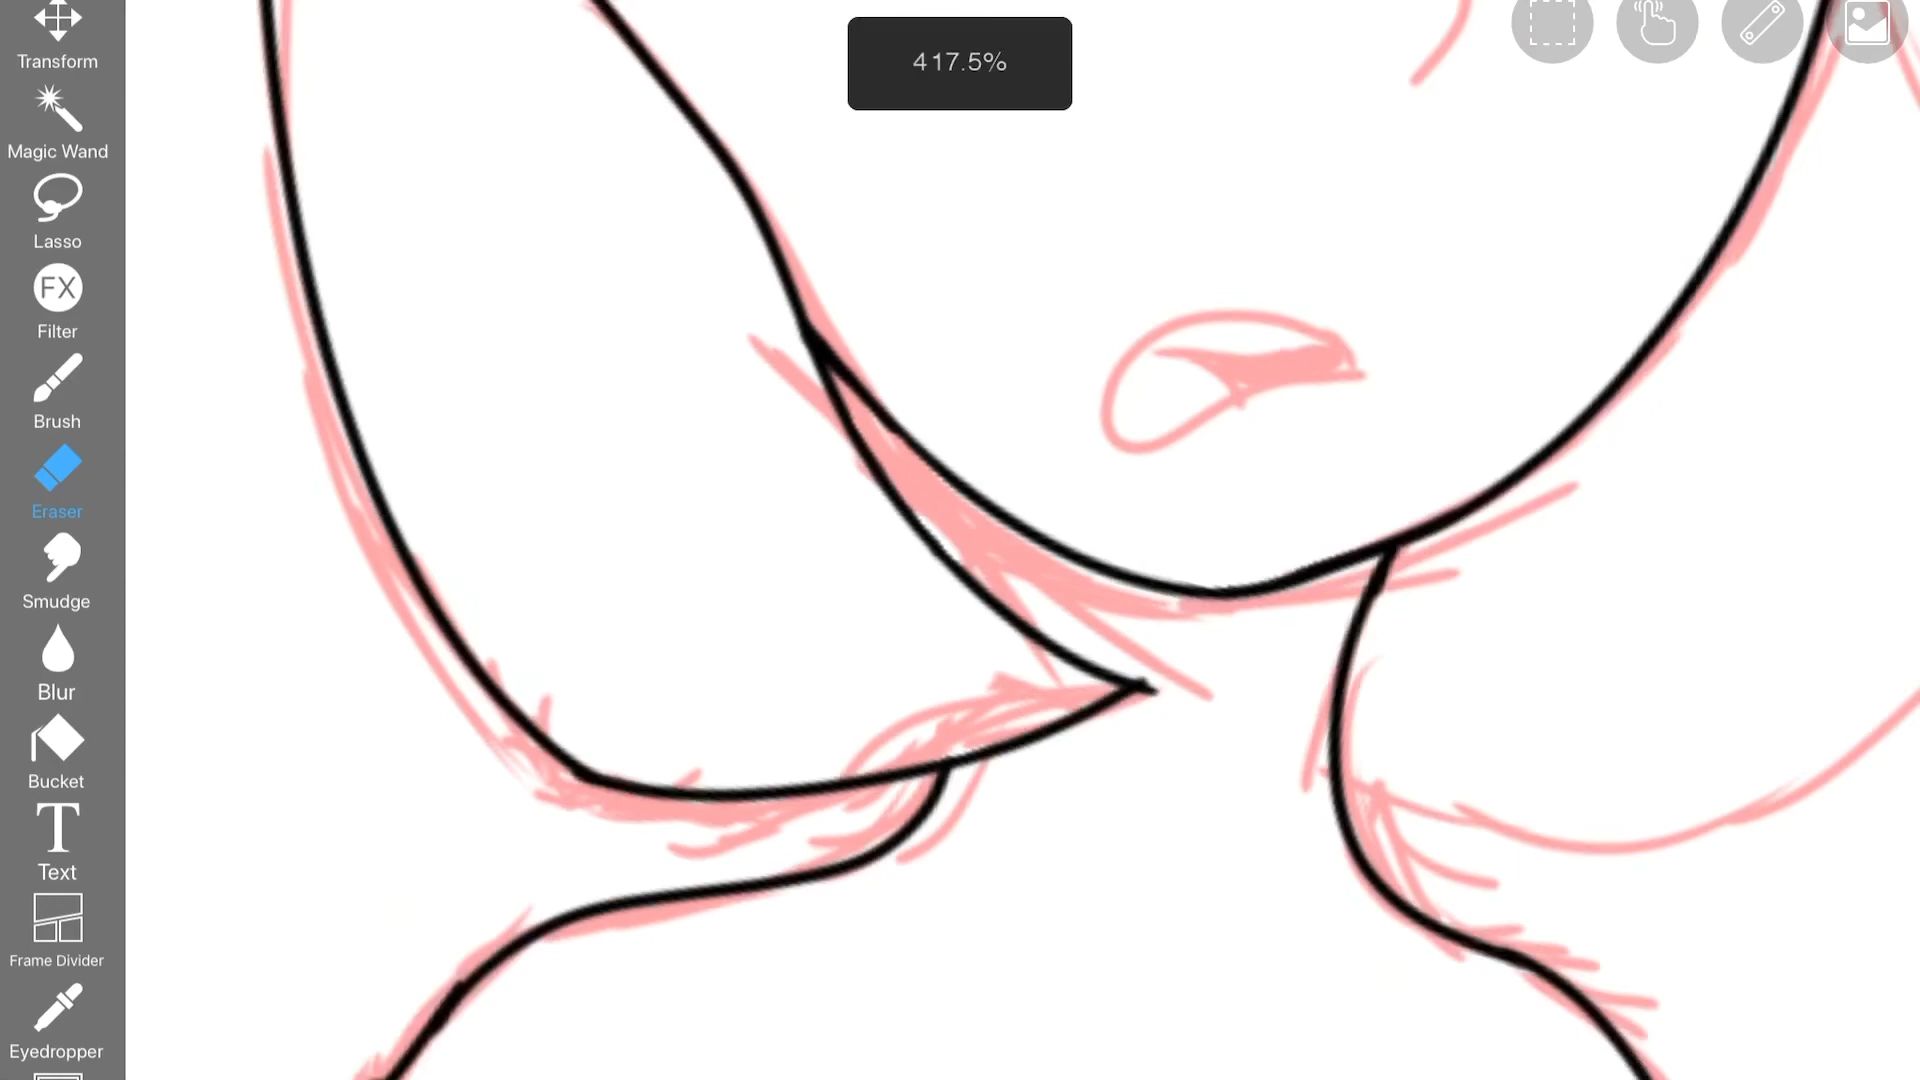 Transform
417.5%
Magic Wand
Lasso
FX
Filter
Brush
Eraser
Smudge
Blur
Bucket
T
Text
Frame Divider
Eyedropper